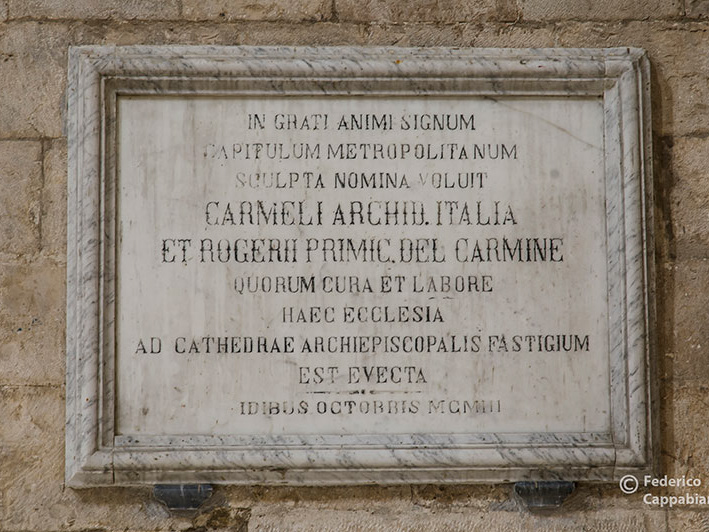 IN GRATI ANIMI SIGNUM
CAPITULUM METROPOLITANUM
SCULPTA NOMINA VOLUIT
CARMELI ARCHID. ITALIA
ET ROGERII PRIMIC. DEL CARMINE
QUORUM CURA ET LABORE
HAEC ECCLESIA
AD CATHEDRAE ARCHIEPISCOPALIS FASTIGIUM
EST EVECTA
IDIBUS OCTOBRIS MCMIII
© Federico
Cappabian